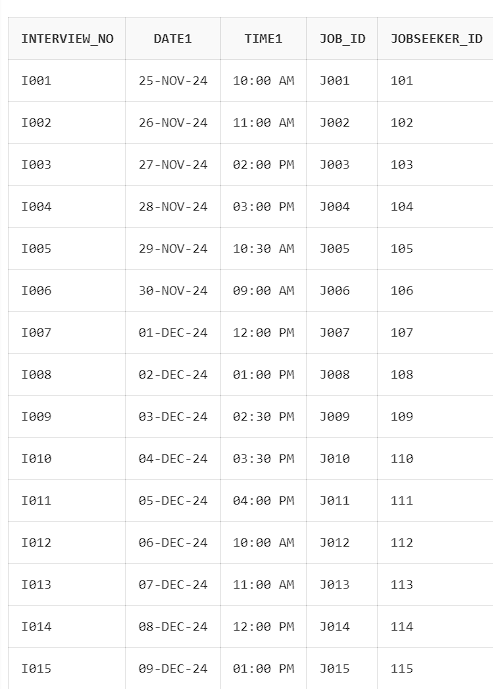 INTERVIEW_NO DATE1 TIME1 JOB_ID JOBSEEKER_ID
I001 25-NOV-24 10:00 AM J001 101
I002 26-NOV-24 11:00 AM J002 102
I003 27-NOV-24 02:00 PM J003 103
I004 28-NOV-24 03:00 PM J004 104
I005 29-NOV-24 10:30 AM J005 105
I006 30-NOV-24 09:00 AM J006 106
I007 01-DEC-24 12:00 PM J007 107
I008 02-DEC-24 01:00 PM J008 108
I009 03-DEC-24 02:30 PM J009 109
I010 04-DEC-24 03:30 PM J010 110
I011 05-DEC-24 04:00 PM J011 111
I012 06-DEC-24 10:00 AM J012 112
I013 07-DEC-24 11:00 AM J013 113
I014 08-DEC-24 12:00 PM J014 114
I015 09-DEC-24 01:00 PM J015 115